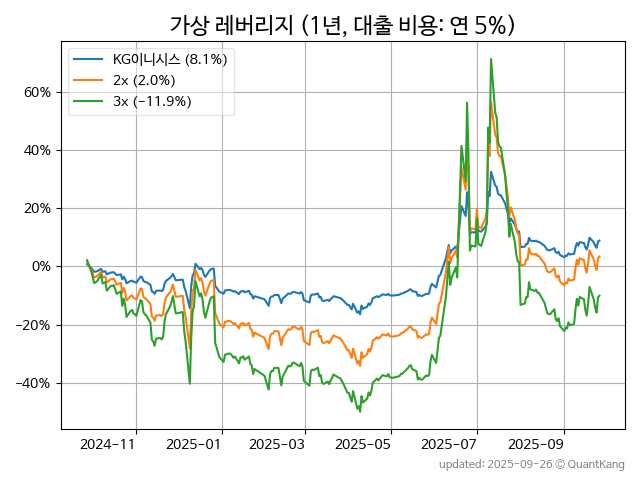 가상 레버리지 (1년, 대출 비용: 연 5%)
KG이니시스 (8.1%)
2x (2.0%)
3x (−11.9%)
60%
40%
20%
0%
−20%
−40%
2024-11
2025-01
2025-03
2025-05
2025-07
2025-09
updated: 2025-09-26 © QuantKang